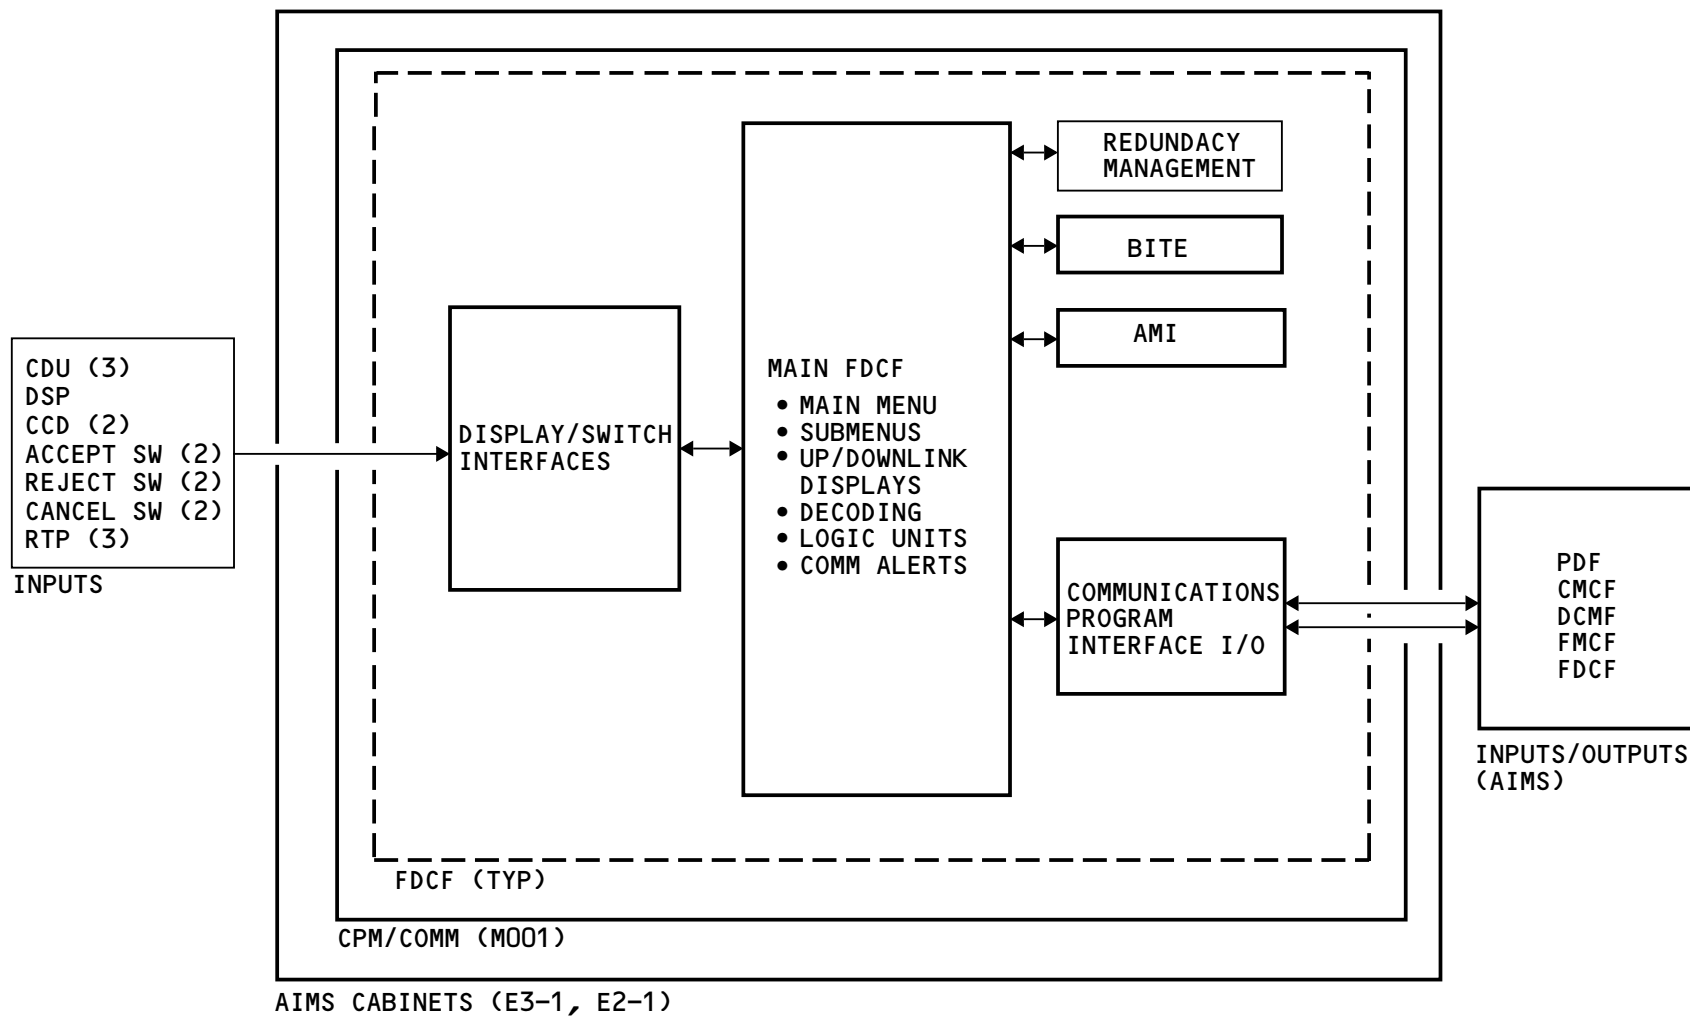 REDUNDACY
MANAGEMENT
BITE
AMI
CDU (3)
DSP
CCD (2)
ACCEPT SW (2)
REJECT SW (2)
CANCEL SW (2)
RTP (3)
INPUTS
DISPLAY/SWITCH
INTERFACES
MAIN FDCF
• MAIN MENU
• SUBMENUS
• UP/DOWNLINK
DISPLAYS
• DECODING
• LOGIC UNITS
• COMM ALERTS
COMMUNICATIONS
PROGRAM
INTERFACE I/O
PDF
CMCF
DCMF
FMCF
FDCF
INPUTS/OUTPUTS
(AIMS)
FDCF (TYP)
CPM/COMM (M001)
AIMS CABINETS (E3-1, E2-1)